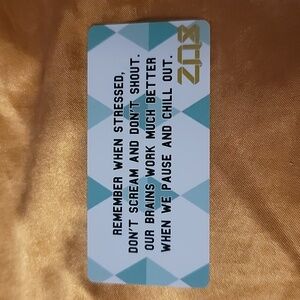 REMEMBER WHEN STRESSED,
DON'T SCREAM AND DON'T SHOUT.
OUR BRAINS WORK MUCH BETTER
WHEN WE PAUSE AND CHILL OUT.